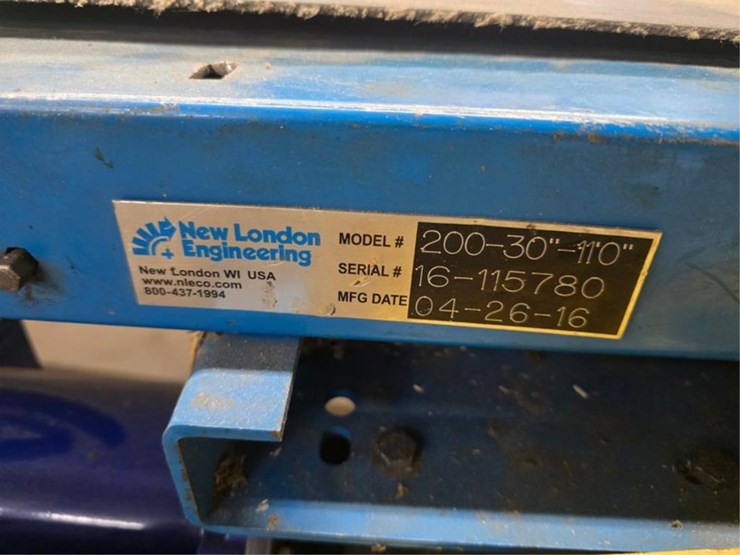 New London
Engineering
New London WI USA
www.nleco.com
800-437-1994
MODEL # 200-30"-11'0"
SERIAL # 16-115780
MFG DATE 04-26-16